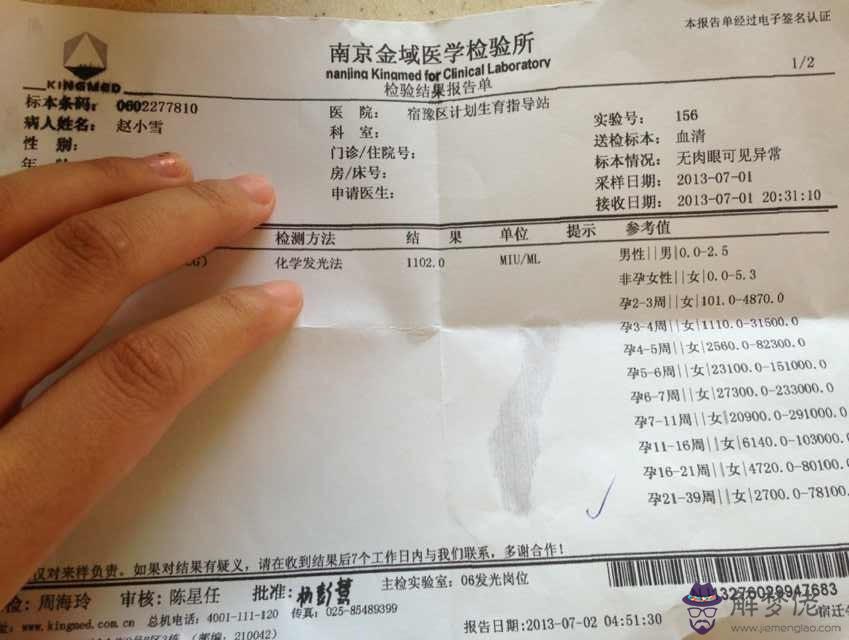 本报告单经过电子签名认证
南京金域医学检验所
nanjing Kingmed for Clinical Laboratory
KINGMED
检验结果报告单
1/2
标本条码: 0602277810
医 院: 宿豫区计划生育指导站
实验号: 156
病人姓名: 赵小雪
科 室:
送检标本: 血清
性 别:
门诊/住院号:
标本情况: 无肉眼可见异常
房/床号:
采样日期: 2013-07-01
申请医生:
接收日期: 2013-07-01 20:31:10
检测方法 结 果 单位 提示 参考值
化学发光法 1102.0 MIU/ML 男性||男|0.0-2.5
非孕女性||女|0.0-5.3
孕2-3周||女|101.0-4870.0
孕3-4周||女|1110.0-31500.0
孕4-5周||女|2560.0-82300.0
孕5-6周||女|23100.0-151000.0
孕6-7周||女|27300.0-233000.0
孕7-11周||女|20900.0-291000.0
孕11-16周||女|6140.0-103000.0
孕16-21周||女|4720.0-80100.0
孕21-39周||女|2700.0-78100
仅对来样负责。如果对结果有疑义,请在收到结果后7个工作日内与我们联系,多谢合作!
检: 周海玲 审核: 陈星任 批准: 主检实验室: 06发光岗位
www.kingmed.com.cn 总机电话: 4001-111-120 传真: 025-85489399
(邮编: 210042)
报告日期:2013-07-02 04:51:30
解梦佬
www.jiemenglao.com